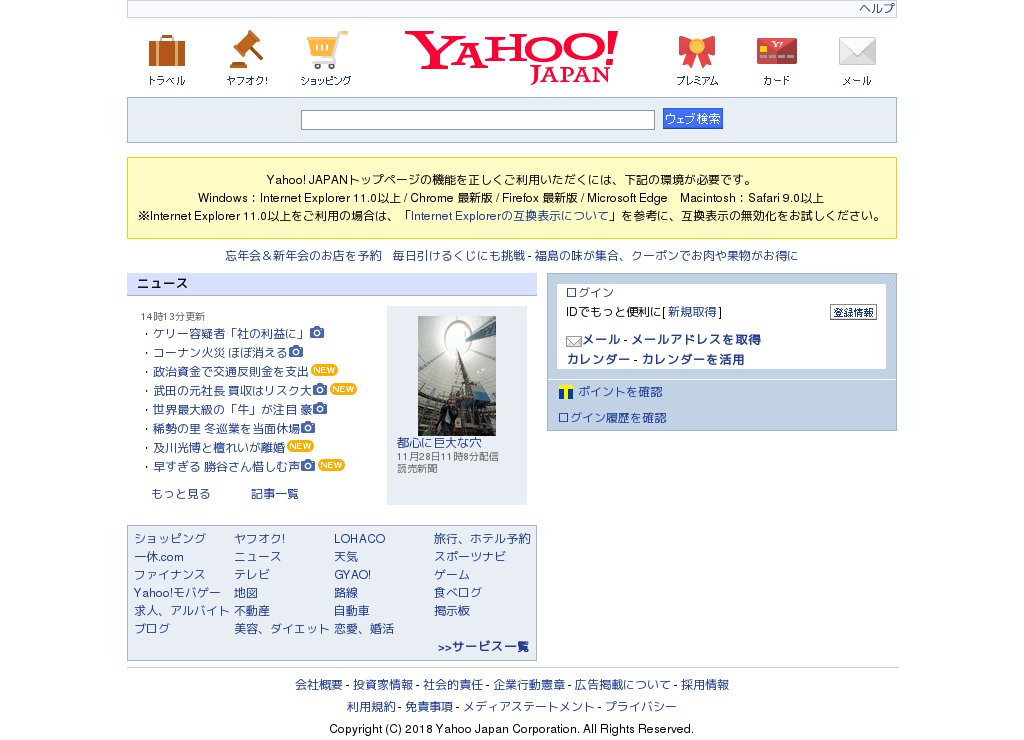 ヘルプ
トラベル ヤフオク! ショッピング YAHOO! JAPAN プレミアム Y! カード メール
ウェブ検索
Yahoo! JAPANトップページの機能を正しくご利用いただくには、下記の環境が必要です。
Windows：Internet Explorer 11.0以上 / Chrome 最新版 / Firefox 最新版 / Microsoft Edge　Macintosh：Safari 9.0以上
※Internet Explorer 11.0以上をご利用の場合は、「Internet Explorerの互換表示について」を参考に、互換表示の無効化をお試しください。
忘年会＆新年会のお店を予約　毎日引けるくじにも挑戦 - 福島の味が集合、クーポンでお肉や果物がお得に
ニュース
14時13分更新
・ケリー容疑者「社の利益に」
・コーナン火災 ほぼ消える
・政治資金で交通反則金を支出 NEW
・武田の元社長 買収はリスク大 NEW
・世界最大級の「牛」が注目 豪
・稀勢の里 冬巡業を当面休場
・及川光博と檀れいが離婚 NEW
・早すぎる 勝谷さん惜しむ声 NEW
もっと見る 記事一覧
都心に巨大な穴
11月28日11時8分配信
読売新聞
ログイン
IDでもっと便利に[ 新規取得 ] 登録情報
メール - メールアドレスを取得
カレンダー - カレンダーを活用
ポイントを確認
ログイン履歴を確認
ショッピング ヤフオク! LOHACO 旅行、ホテル予約
一休.com ニュース 天気 スポーツナビ
ファイナンス テレビ GYAO! ゲーム
Yahoo!モバゲー 地図 路線 食べログ
求人、アルバイト 不動産 自動車 掲示板
ブログ 美容、ダイエット 恋愛、婚活
>>サービス一覧
会社概要 - 投資家情報 - 社会的責任 - 企業行動憲章 - 広告掲載について - 採用情報
利用規約 - 免責事項 - メディアステートメント - プライバシー
Copyright (C) 2018 Yahoo Japan Corporation. All Rights Reserved.